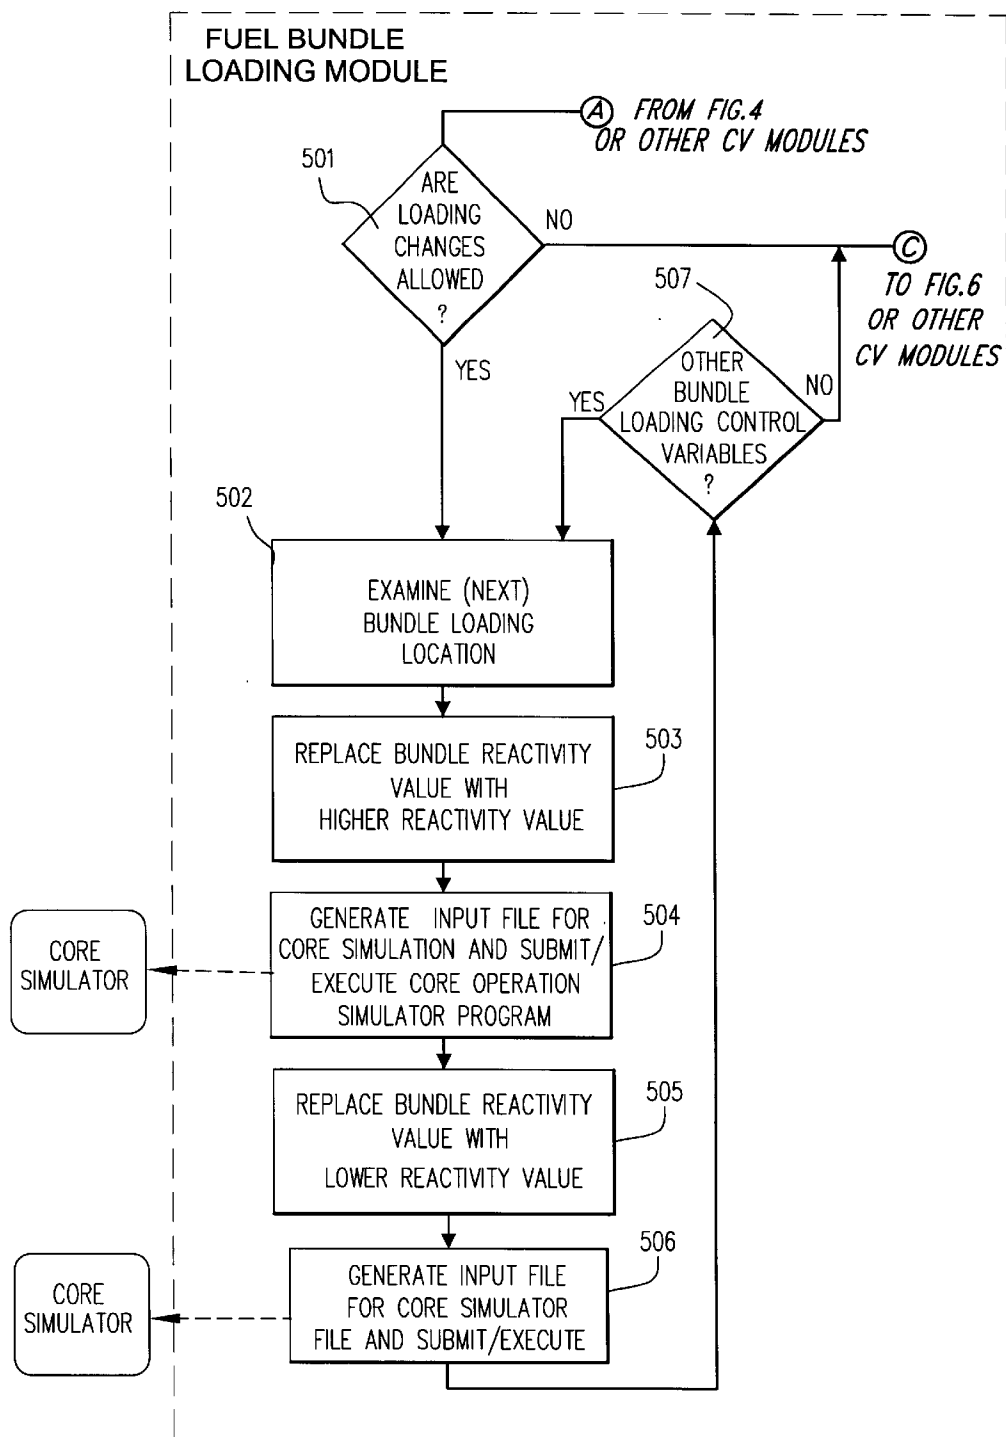 FUEL BUNDLE
LOADING MODULE
A FROM FIG.4
OR OTHER CV MODULES
501
ARE
LOADING
CHANGES
ALLOWED
?
NO
YES
C
TO FIG.6
OR OTHER
CV MODULES
507
OTHER
BUNDLE
LOADING CONTROL
VARIABLES
?
YES
NO
502
EXAMINE (NEXT)
BUNDLE LOADING
LOCATION
REPLACE BUNDLE REACTIVITY
VALUE WITH
HIGHER REACTIVITY VALUE
503
GENERATE INPUT FILE FOR
CORE SIMULATION AND SUBMIT/
EXECUTE CORE OPERATION
SIMULATOR PROGRAM
504
CORE
SIMULATOR
REPLACE BUNDLE REACTIVITY
VALUE WITH
LOWER REACTIVITY VALUE
505
GENERATE INPUT FILE
FOR CORE SIMULATOR
FILE AND SUBMIT/EXECUTE
506
CORE
SIMULATOR